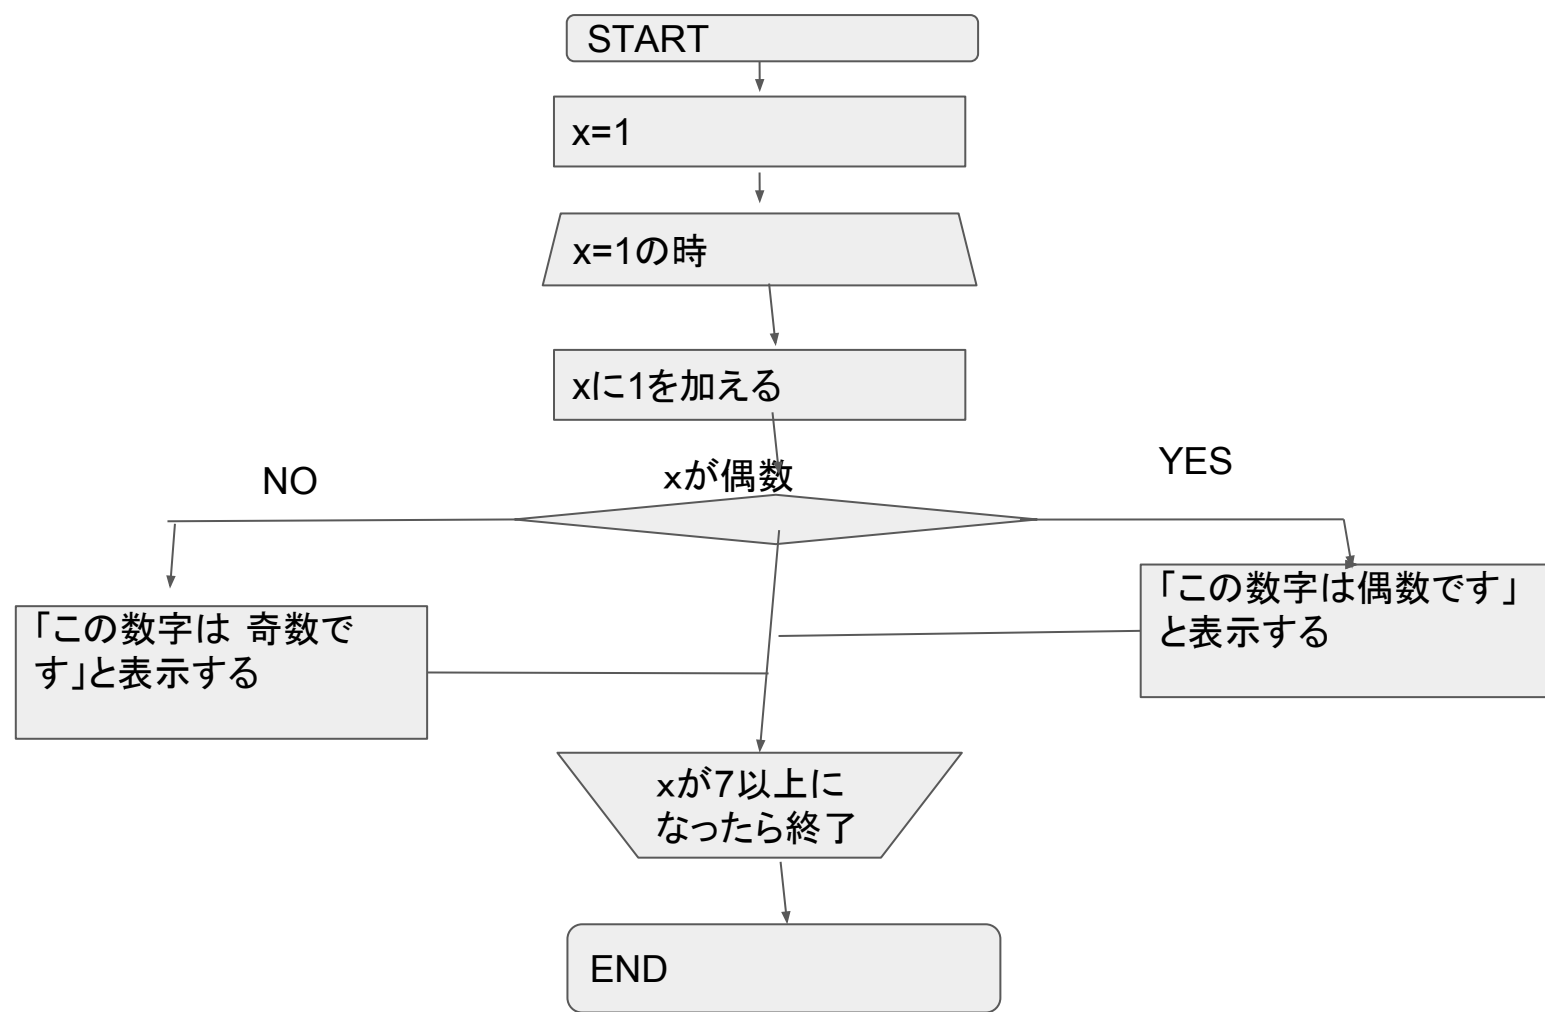 START
x=1
x=1の時
xに1を加える
NO
xが偶数
YES
「この数字は 奇数で
す」と表示する
「この数字は偶数です」
と表示する
xが7以上に
なったら終了
END